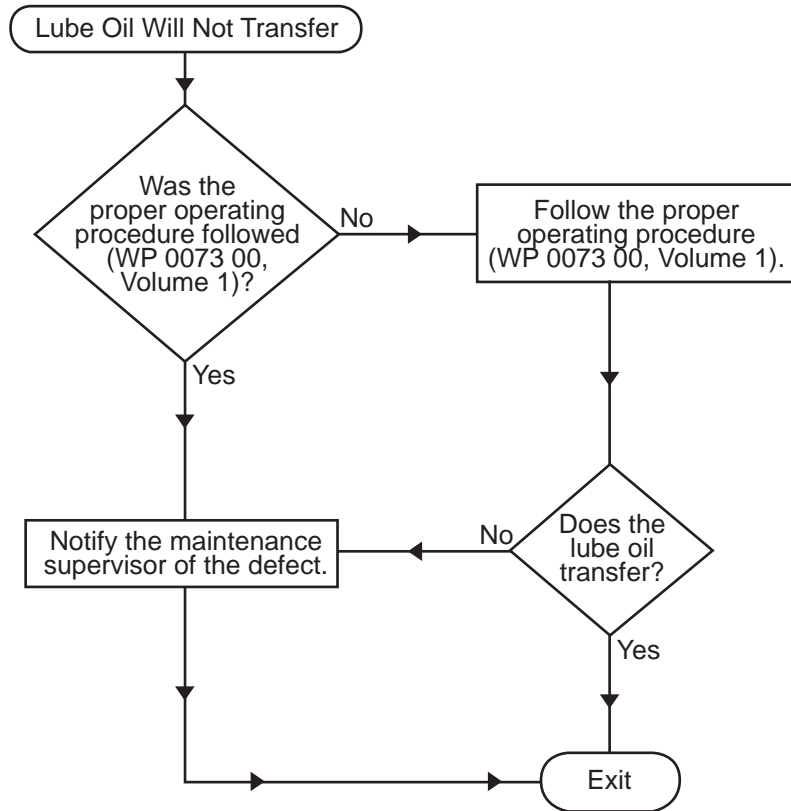 Lube Oil Will Not Transfer
Was the
proper operating
procedure followed
(WP 0073 00,
Volume 1)?
No
Follow the proper
operating procedure
(WP 0073 00, Volume 1).
Yes
Notify the maintenance
supervisor of the defect.
No
Does the
lube oil
transfer?
Yes
Exit